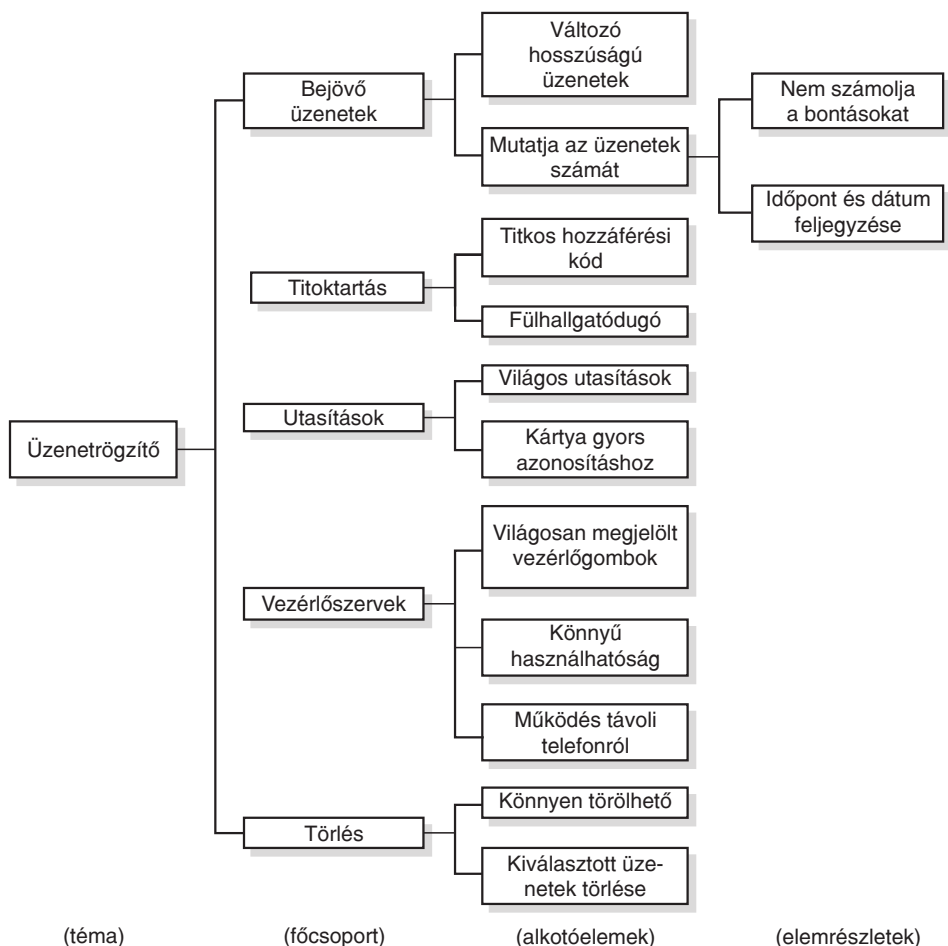 Üzenetrögzítő
Bejövő
üzenetek
Változó
hosszúságú
üzenetek
Mutatja az üzenetek
számát
Nem számolja
a bontásokat
Időpont és dátum
feljegyzése
Titoktartás
Titkos hozzáférési
kód
Fülhallgatódugó
Utasítások
Világos utasítások
Kártya gyors
azonosításhoz
Vezérlőszervek
Világosan megjelölt
vezérlőgombok
Könnyű
használhatóság
Működés távoli
telefonról
Törlés
Könnyen törölhető
Kiválasztott üze-
netek törlése
(téma)
(főcsoport)
(alkotóelemek)
(elemrészletek)